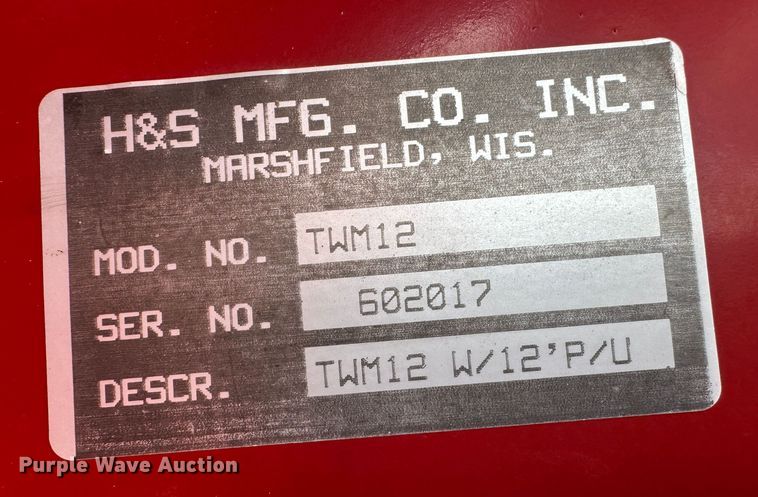 H&S MFG. CO. INC.
MARSHFIELD, WIS.
MOD. NO. TWM12
SER. NO. 602017
DESCR. TWM12 W/12'P/U
Purple Wave Auction